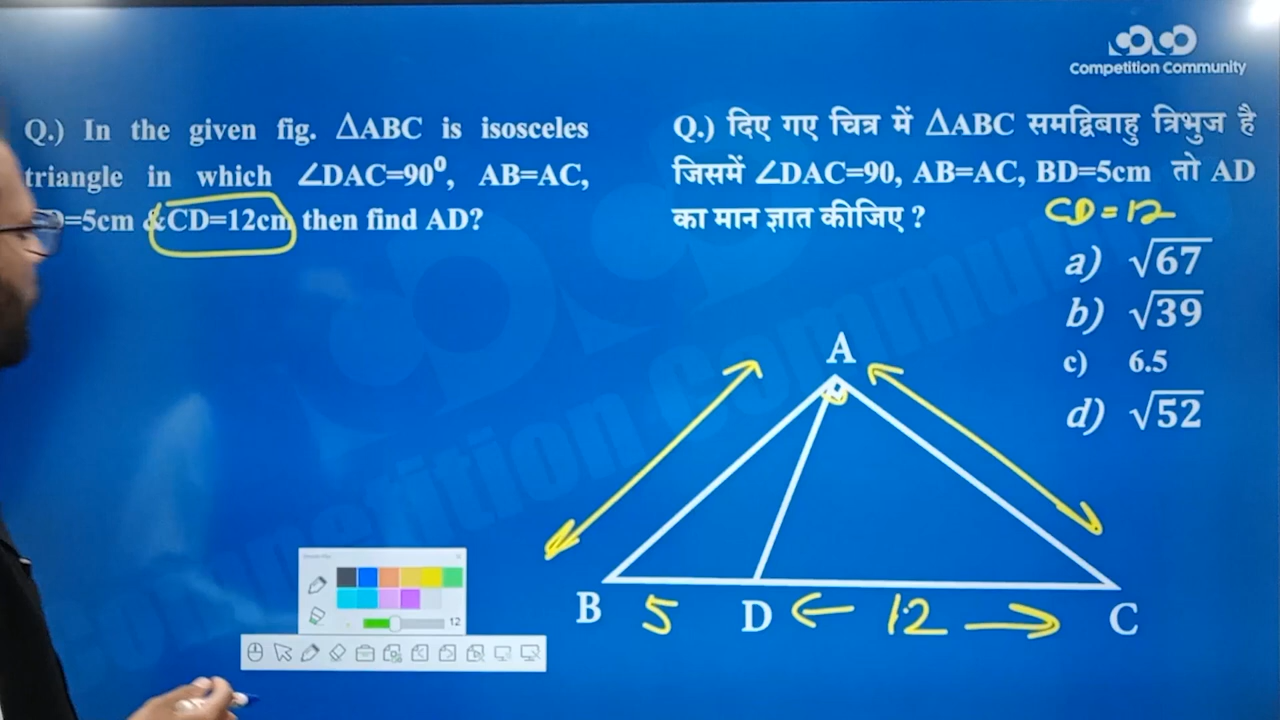 Competition Community
Q.) In the given fig. ΔABC is isosceles
triangle in which ∠DAC=90⁰, AB=AC,
=5cm &CD=12cm then find AD?
Q.) दिए गए चित्र में ΔABC समद्विबाहु त्रिभुज है
जिसमें ∠DAC=90, AB=AC, BD=5cm तो AD
का मान ज्ञात कीजिए ?
CD = 12
a) √67
b) √39
c) 6.5
d) √52
A
B 5 D ← 12 → C
12
Competition Community